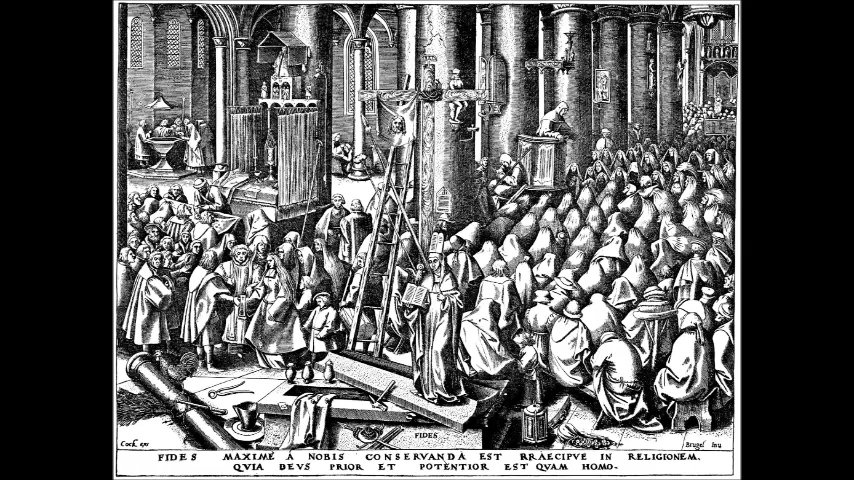 Cock exc
FIDES
Brugel Inu
FIDES MAXIME A NOBIS CONSERVANDA EST RRAECIPVE IN RELIGIONEM.
QVIA DEVS PRIOR ET POTENTIOR EST QVAM HOMO.